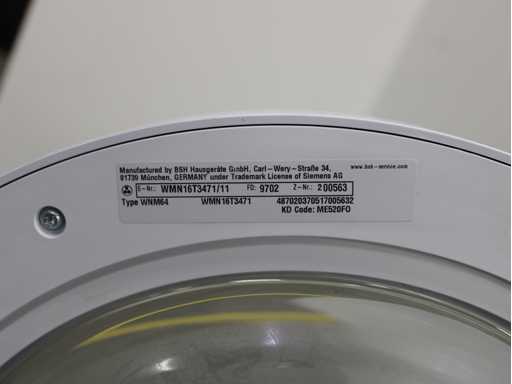 Manufactured by BSH Hausgeräte GmbH, Carl-Wery-Straße 34, www.bsh-service.com
81739 München, GERMANY under Trademark License of Siemens AG
E-Nr.: WMN16T3471/11 FD: 9702 Z-Nr.: 200563
Type WNM64 WMN16T3471 487020370517005632
KD Code: ME520FO